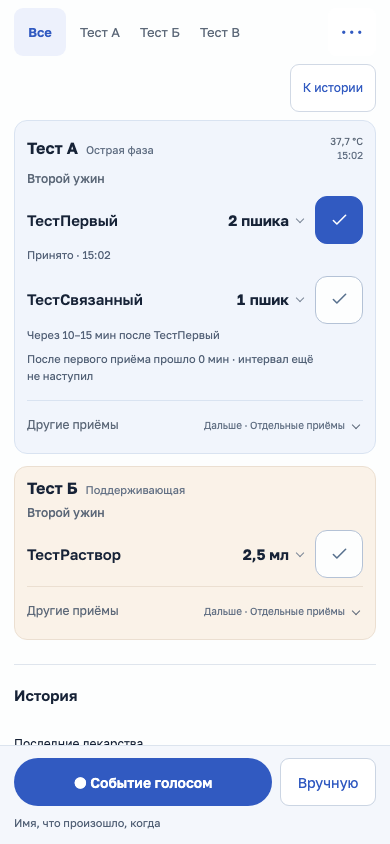 Все Тест А Тест Б Тест В
К истории
Тест А Острая фаза 37,7 °C
15:02
Второй ужин
ТестПервый 2 пшика
Принято · 15:02
ТестСвязанный 1 пшик
Через 10–15 мин после ТестПервый
После первого приёма прошло 0 мин · интервал ещё
не наступил
Другие приёмы Дальше · Отдельные приёмы
Тест Б Поддерживающая
Второй ужин
ТестРаствор 2,5 мл
Другие приёмы Дальше · Отдельные приёмы
История
Последние лекарства
Событие голосом Вручную
Имя, что произошло, когда